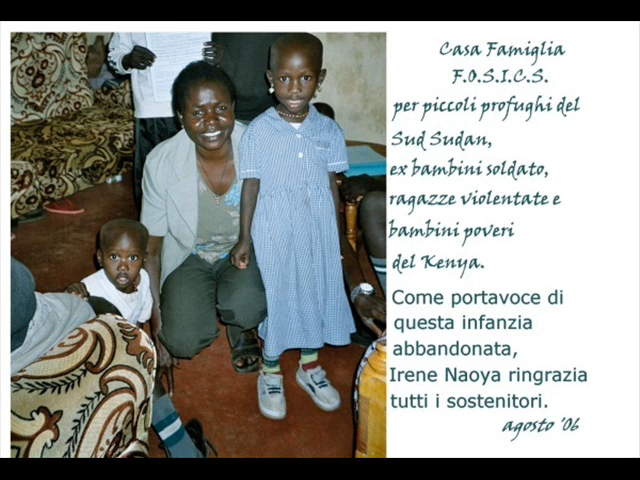 Casa Famiglia
F.O.S.I.C.S.
per piccoli profughi del
Sud Sudan,
ex bambini soldato,
ragazze violentate e
bambini poveri
del Kenya.
Come portavoce di
questa infanzia
abbandonata,
Irene Naoya ringrazia
tutti i sostenitori.
agosto '06